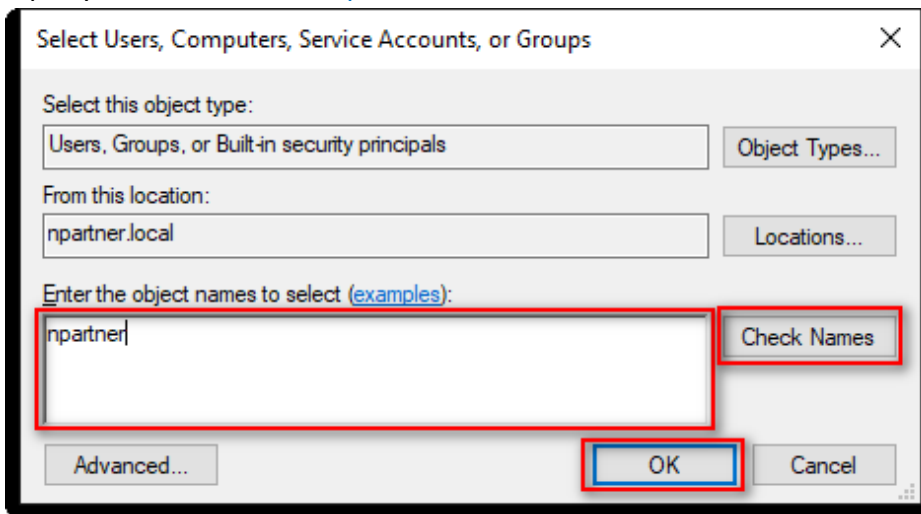 Select Users, Computers, Service Accounts, or Groups
Select this object type:
Users, Groups, or Built-in security principals
Object Types...
From this location:
npartner.local
Locations...
Enter the object names to select (examples):
npartner
Check Names
Advanced...
OK
Cancel